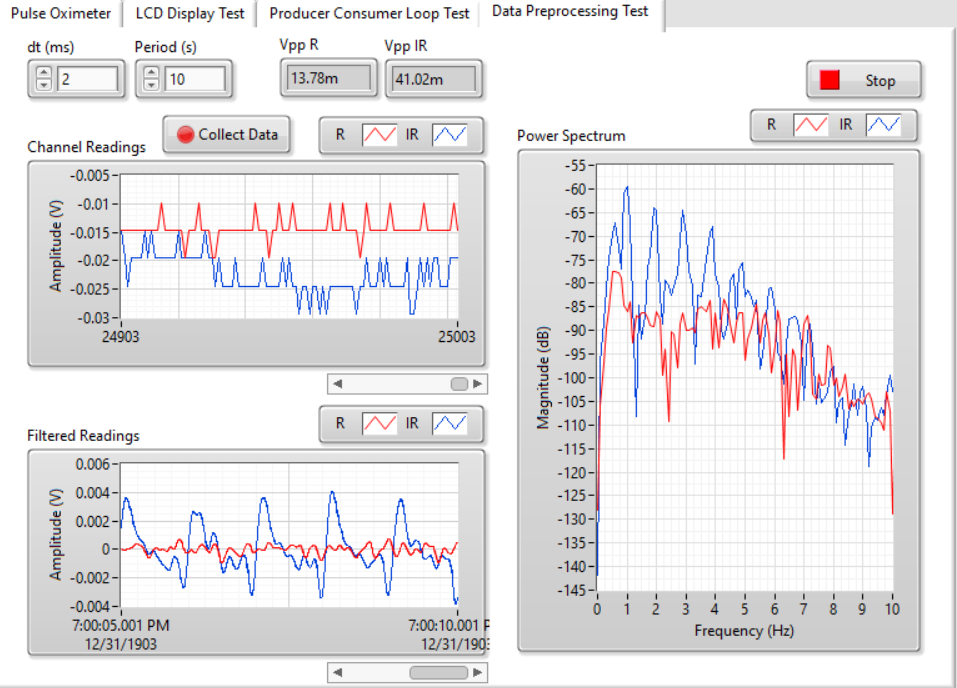 Pulse Oximeter LCD Display Test Producer Consumer Loop Test Data Preprocessing Test
dt (ms) Period (s) Vpp R Vpp IR
2 10 13.78m 41.02m
Stop
Collect Data
R IR
Channel Readings
-0.005
-0.01
-0.015
-0.02
-0.025
-0.03
Amplitude (V)
24903 25003
R IR
Filtered Readings
0.006
0.004
0.002
0
-0.002
-0.004
Amplitude (V)
7:00:05.001 PM 7:00:10.001 P
12/31/1903 12/31/1903
R IR
Power Spectrum
-55
-60
-65
-70
-75
-80
-85
-90
-95
-100
-105
-110
-115
-120
-125
-130
-135
-140
-145
Magnitude (dB)
0 1 2 3 4 5 6 7 8 9 10
Frequency (Hz)